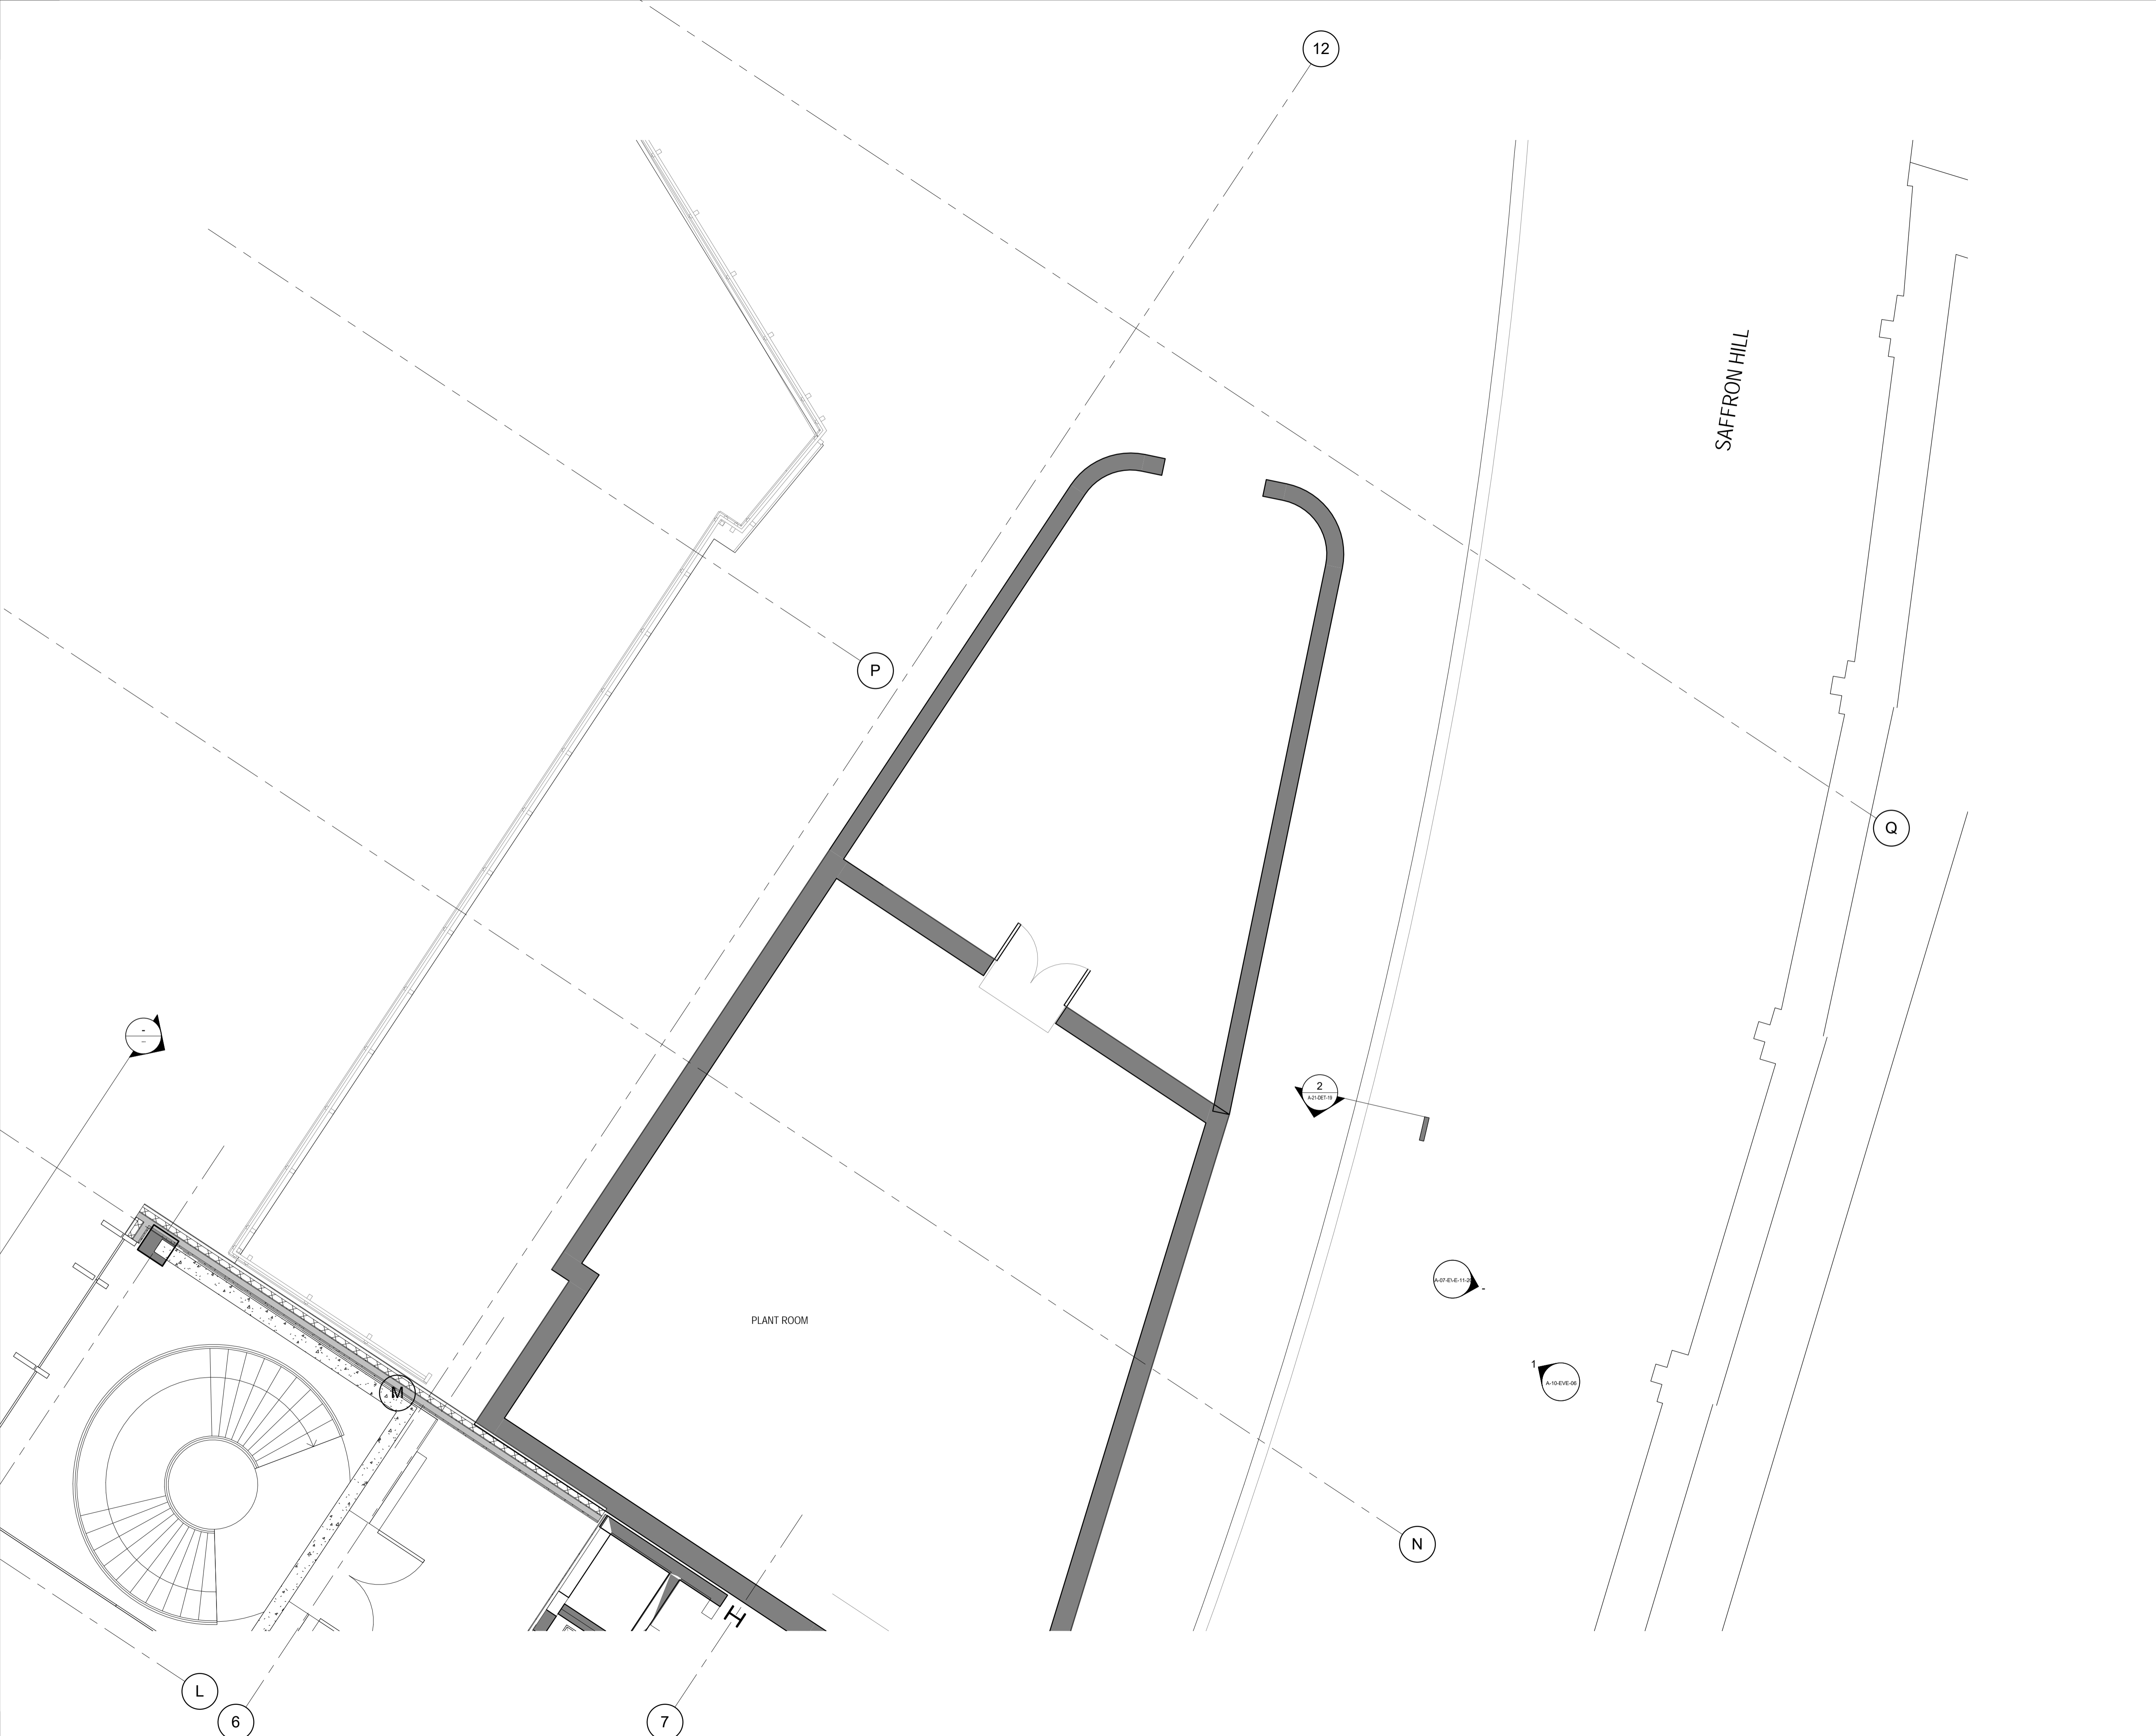 12
SAFFRON HILL
P
Q
-
-
2
A-21-DET-19
-
PLANT ROOM
1
A-10-EVE-06
M
N
L
6
7